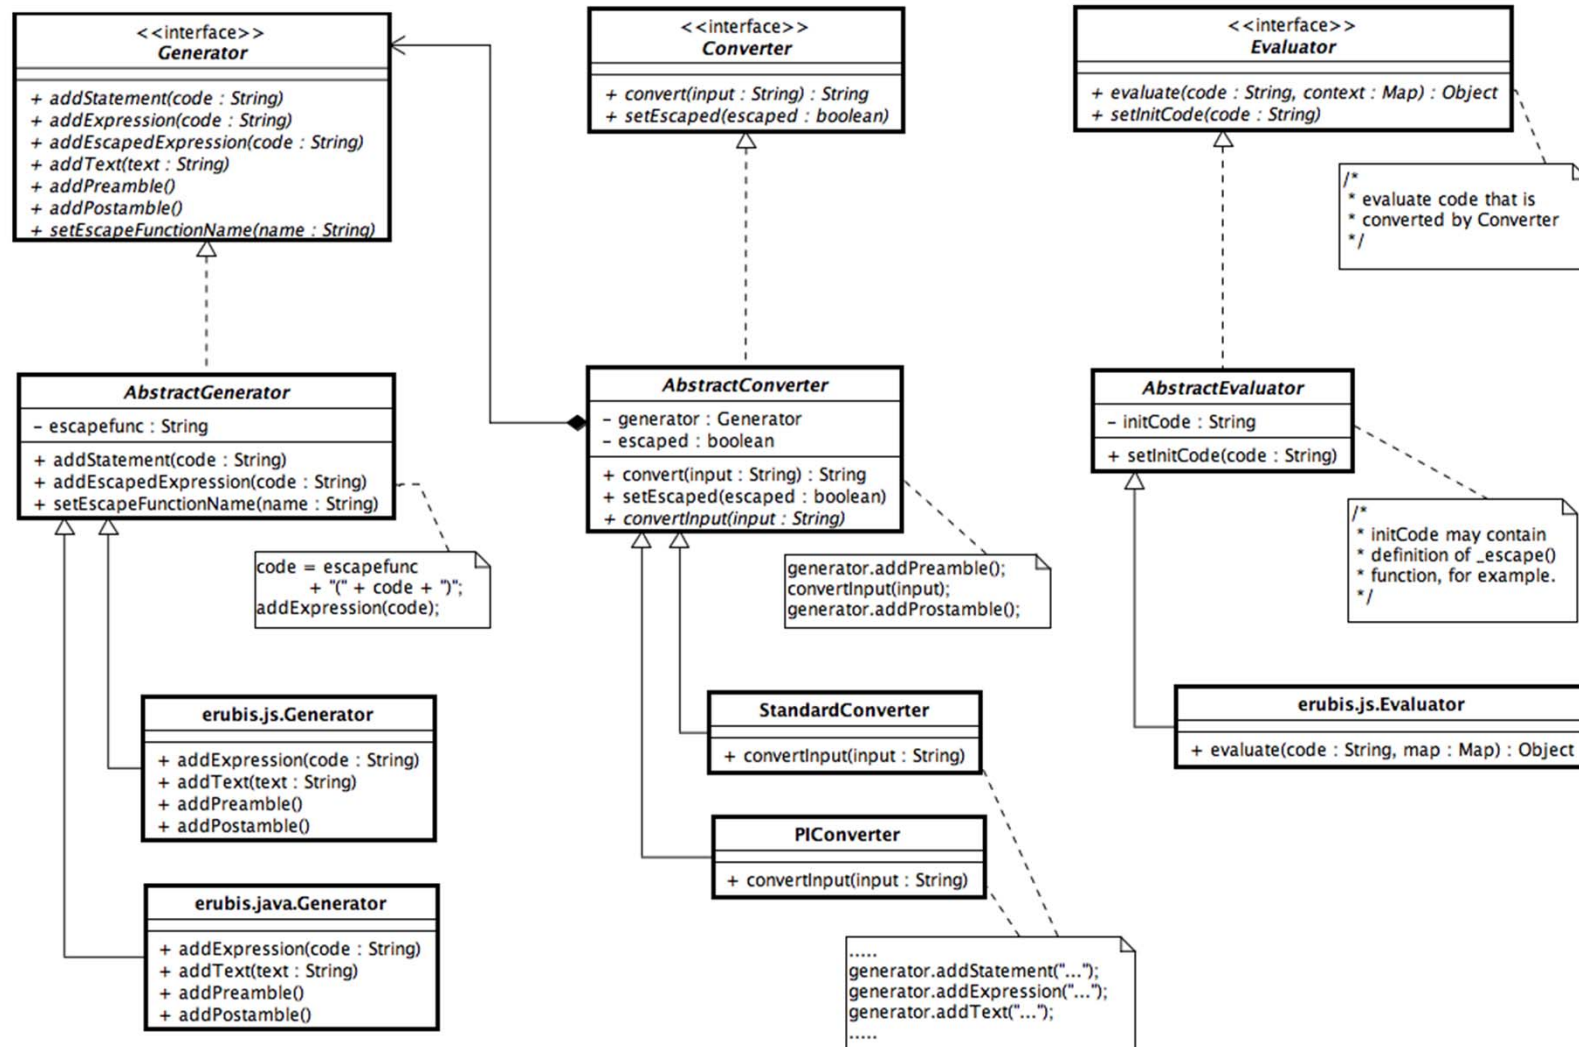 <<interface>>
Generator
+ addStatement(code : String)
+ addExpression(code : String)
+ addEscapedExpression(code : String)
+ addText(text : String)
+ addPreamble()
+ addPostamble()
+ setEscapeFunctionName(name : String)
<<interface>>
Converter
+ convert(input : String) : String
+ setEscaped(escaped : boolean)
<<interface>>
Evaluator
+ evaluate(code : String, context : Map) : Object
+ setInitCode(code : String)
/*
* evaluate code that is
* converted by Converter
*/
AbstractGenerator
- escapefunc : String
+ addStatement(code : String)
+ addEscapedExpression(code : String)
+ setEscapeFunctionName(name : String)
code = escapefunc
+ "(" + code + ")";
addExpression(code);
AbstractConverter
- generator : Generator
- escaped : boolean
+ convert(input : String) : String
+ setEscaped(escaped : boolean)
+ convertInput(input : String)
generator.addPreamble();
convertInput(input);
generator.addProstamble();
AbstractEvaluator
- initCode : String
+ setInitCode(code : String)
/*
* initCode may contain
* definition of _escape()
* function, for example.
*/
erubis.js.Generator
+ addExpression(code : String)
+ addText(text : String)
+ addPreamble()
+ addPostamble()
StandardConverter
+ convertInput(input : String)
erubis.js.Evaluator
+ evaluate(code : String, map : Map) : Object
PIConverter
+ convertInput(input : String)
erubis.java.Generator
+ addExpression(code : String)
+ addText(text : String)
+ addPreamble()
+ addPostamble()
.....
generator.addStatement("...");
generator.addExpression("...");
generator.addText("...");
.....